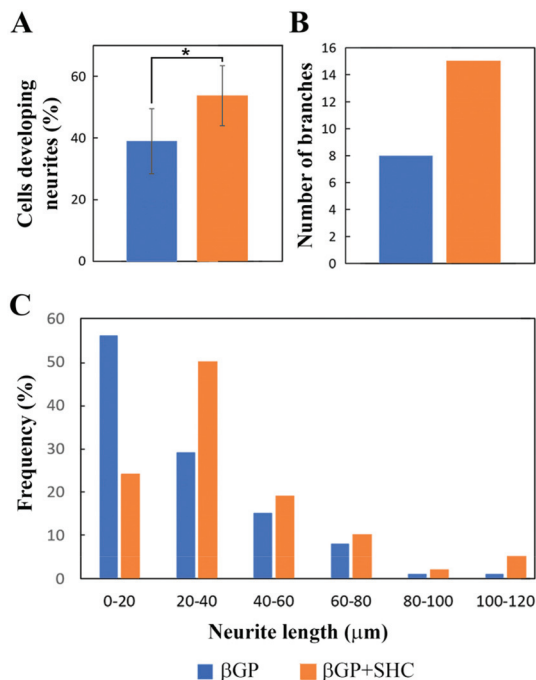 A
Cells developing
neurites (%)
60
40
20
0
*
B
Number of branches
16
14
12
10
8
6
4
2
0
C
Frequency (%)
60
50
40
30
20
10
0
0-20 20-40 40-60 60-80 80-100 100-120
Neurite length (μm)
βGP βGP+SHC